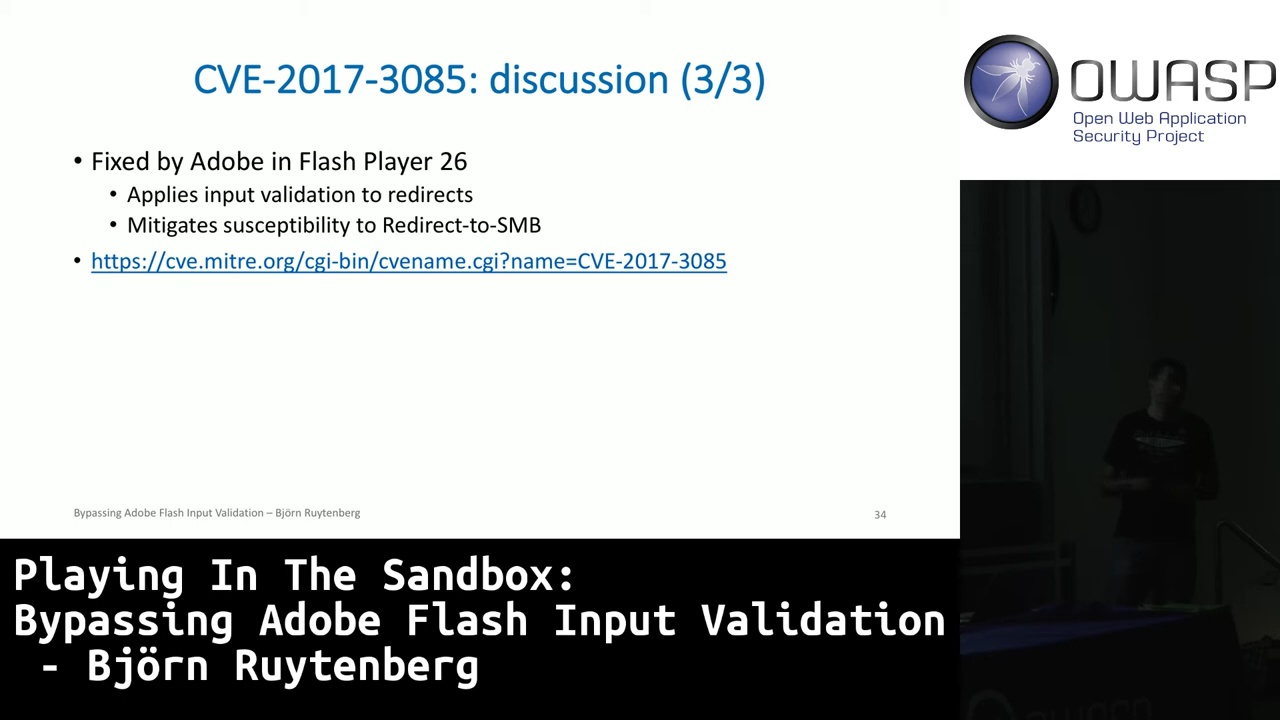 CVE-2017-3085: discussion (3/3)
• Fixed by Adobe in Flash Player 26
• Applies input validation to redirects
• Mitigates susceptibility to Redirect-to-SMB
• https://cve.mitre.org/cgi-bin/cvename.cgi?name=CVE-2017-3085
Bypassing Adobe Flash Input Validation – Björn Ruytenberg
34
OWASP
Open Web Application
Security Project
Playing In The Sandbox:
Bypassing Adobe Flash Input Validation
- Björn Ruytenberg
OWASP